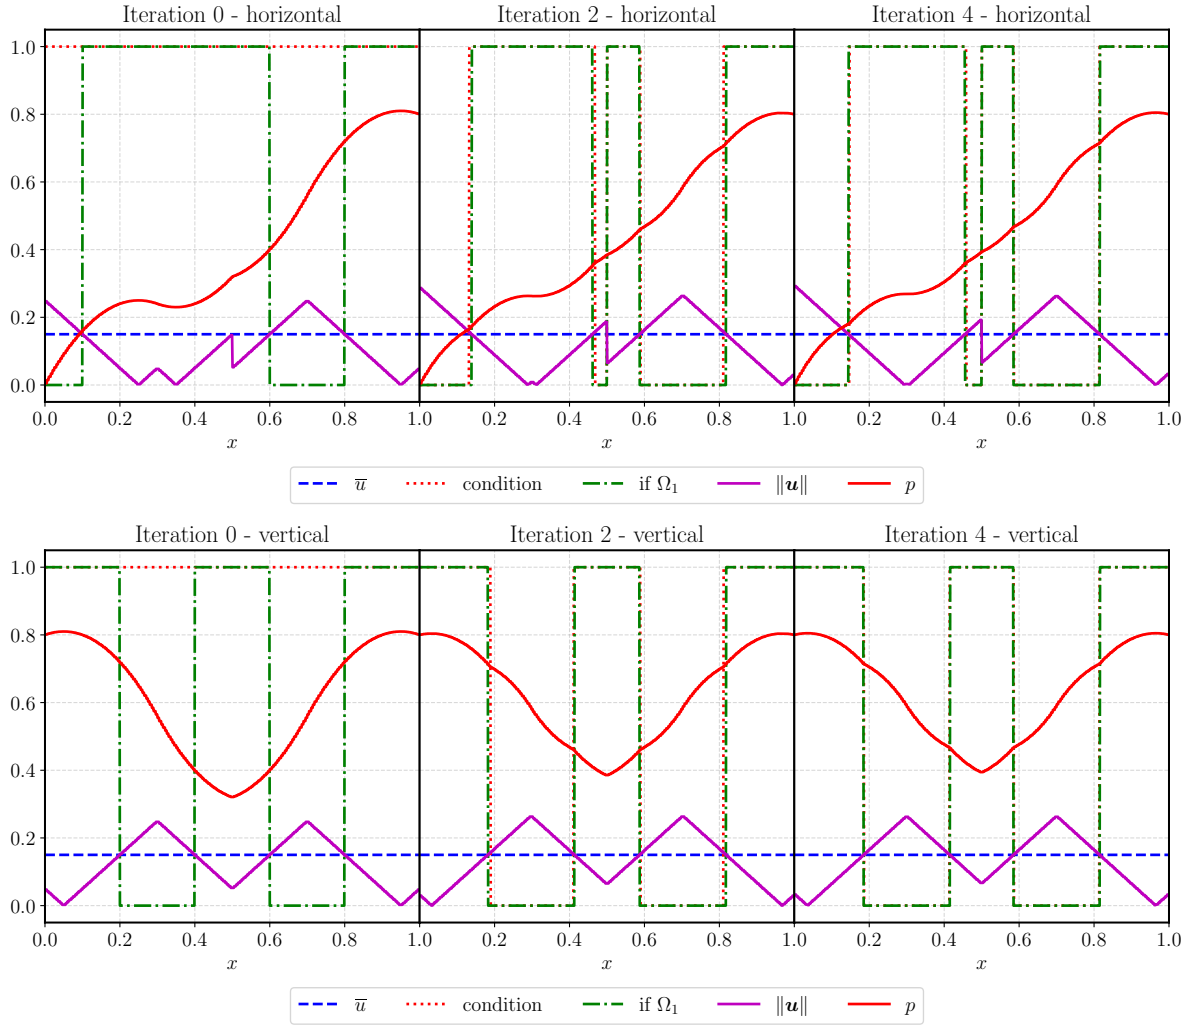 Iteration 0 - horizontal Iteration 2 - horizontal Iteration 4 - horizontal
1.0
0.8
0.6
0.4
0.2
0.0
0.0 0.2 0.4 0.6 0.8 1.0 0.2 0.4 0.6 0.8 1.0 0.2 0.4 0.6 0.8 1.0
x x x
u̅ condition if Ω₁ ‖u‖ p
Iteration 0 - vertical Iteration 2 - vertical Iteration 4 - vertical
1.0
0.8
0.6
0.4
0.2
0.0
0.0 0.2 0.4 0.6 0.8 1.0 0.2 0.4 0.6 0.8 1.0 0.2 0.4 0.6 0.8 1.0
x x x
u̅ condition if Ω₁ ‖u‖ p